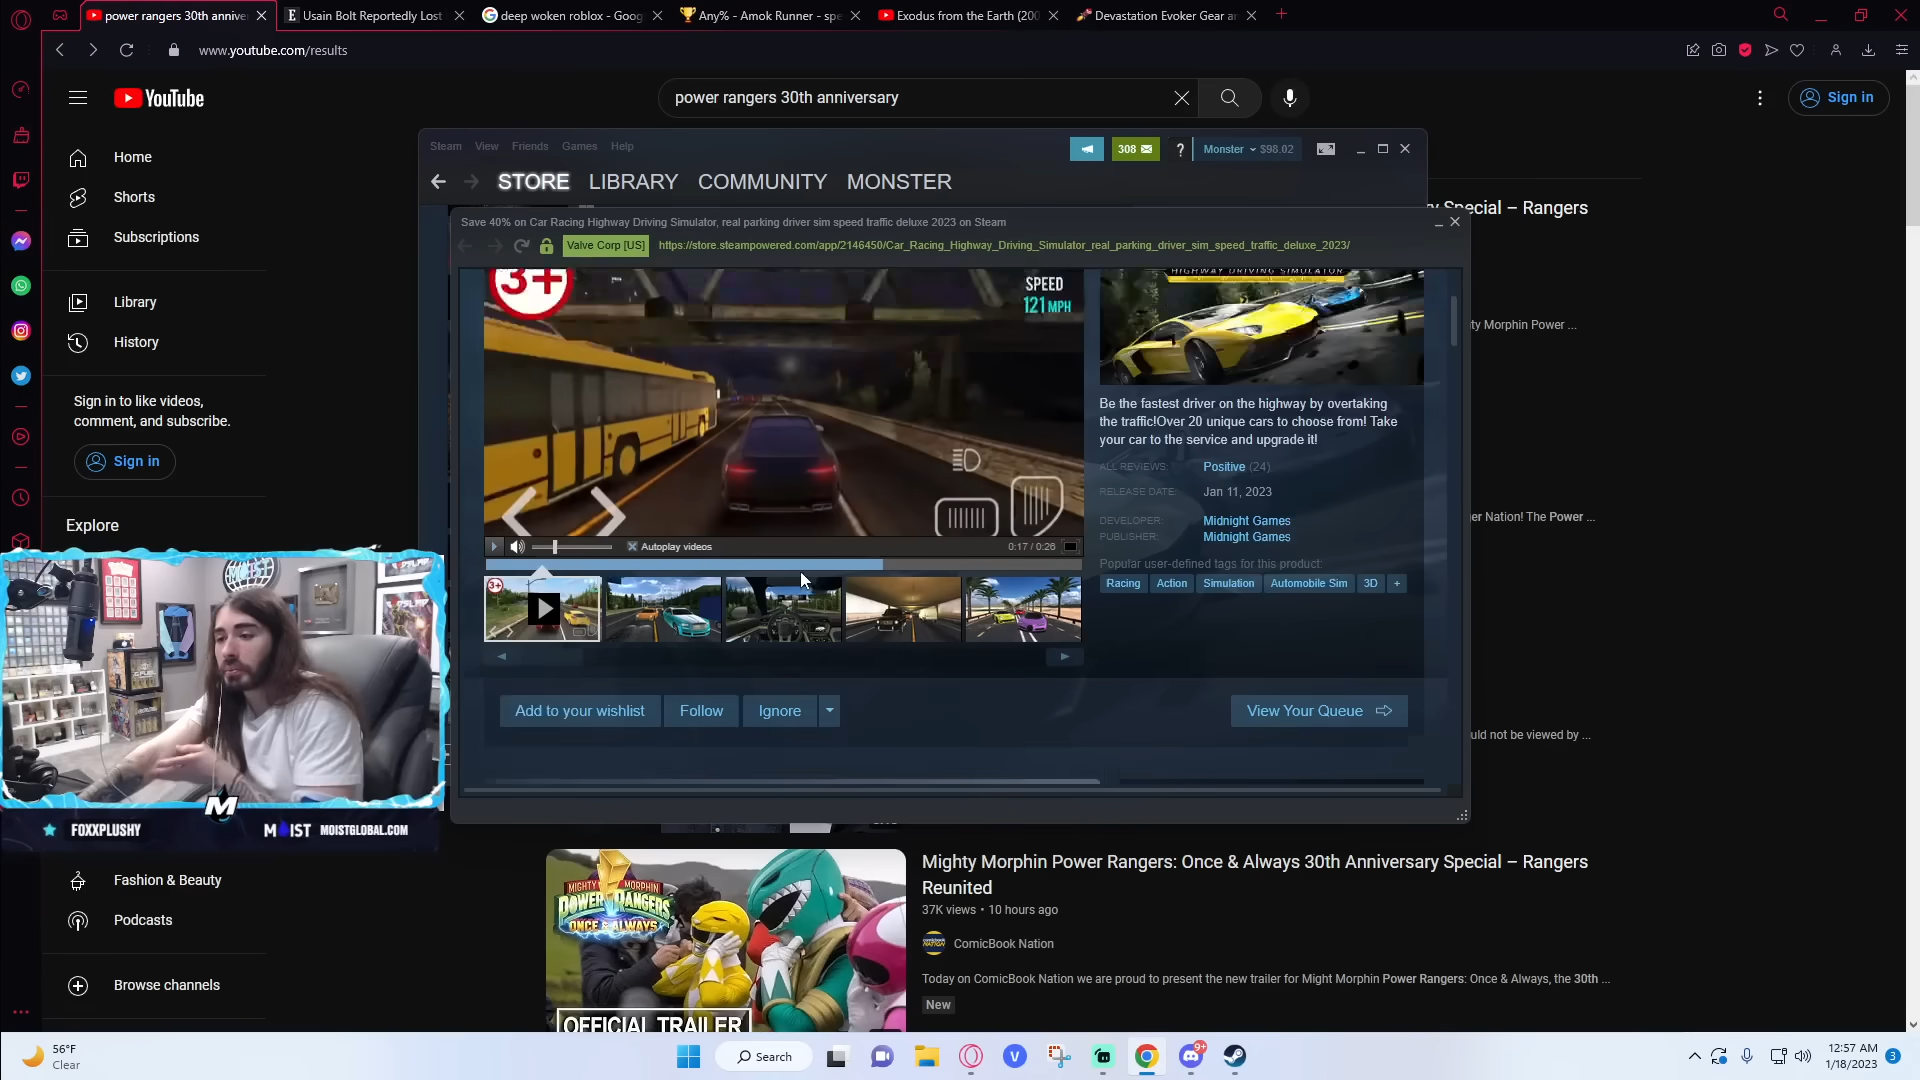 power rangers 30th annive
Usain Bolt Reportedly Lost
deep woken roblox - Goog
Any% - Amok Runner - spe
Exodus from the Earth (200
Devastation Evoker Gear an
www.youtube.com/results
YouTube
power rangers 30th anniversary
Sign in
Home
Shorts
Subscriptions
Library
History
Sign in to like videos,
comment, and subscribe.
Sign in
Explore
Steam View Friends Games Help
308
?
Monster $98.02
STORE LIBRARY COMMUNITY MONSTER
Save 40% on Car Racing Highway Driving Simulator, real parking driver sim speed traffic deluxe 2023 on Steam
Valve Corp [US]
https://store.steampowered.com/app/2146450/Car_Racing_Highway_Driving_Simulator_real_parking_driver_sim_speed_traffic_deluxe_2023/
3+
SPEED
121 MPH
HIGHWAY DRIVING SIMULATOR
Be the fastest driver on the highway by overtaking
the traffic!Over 20 unique cars to choose from! Take
your car to the service and upgrade it!
ALL REVIEWS: Positive (24)
RELEASE DATE: Jan 11, 2023
DEVELOPER: Midnight Games
PUBLISHER: Midnight Games
Popular user-defined tags for this product:
Racing Action Simulation Automobile Sim 3D +
Autoplay videos
0:17 / 0:26
3+
Add to your wishlist
Follow
Ignore
View Your Queue
pecial – Rangers
ty Morphin Power ...
er Nation! The Power ...
uld not be viewed by ...
MOIST
M
FOXXPLUSHY
MOIST MOISTGLOBAL.COM
Fashion & Beauty
Podcasts
Browse channels
MIGHTY MORPHIN
POWER RANGERS
ONCE & ALWAYS
OFFICIAL TRAILER
Mighty Morphin Power Rangers: Once & Always 30th Anniversary Special – Rangers
Reunited
37K views • 10 hours ago
ComicBook Nation
Today on ComicBook Nation we are proud to present the new trailer for Might Morphin Power Rangers: Once & Always, the 30th ...
New
56°F
Clear
Search
9+
12:57 AM
1/18/2023
3